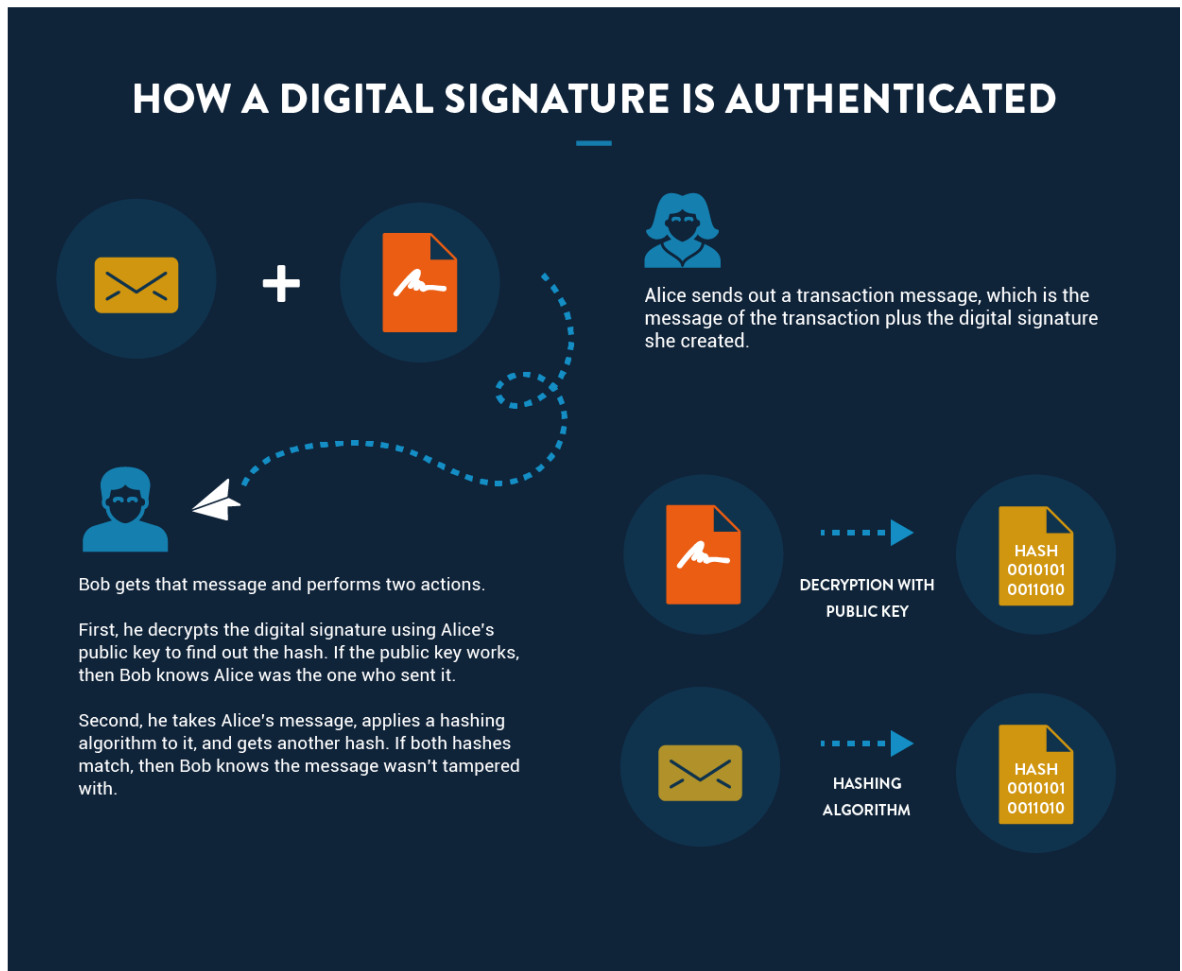 HOW A DIGITAL SIGNATURE IS AUTHENTICATED
Alice sends out a transaction message, which is the
message of the transaction plus the digital signature
she created.
Bob gets that message and performs two actions.
First, he decrypts the digital signature using Alice's
public key to find out the hash. If the public key works,
then Bob knows Alice was the one who sent it.
Second, he takes Alice's message, applies a hashing
algorithm to it, and gets another hash. If both hashes
match, then Bob knows the message wasn't tampered
with.
DECRYPTION WITH
PUBLIC KEY
HASH
0010101
0011010
HASHING
ALGORITHM
HASH
0010101
0011010